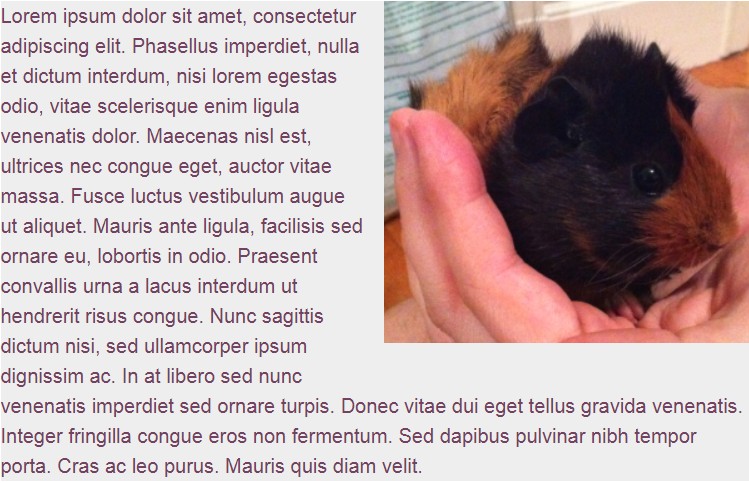 Lorem ipsum dolor sit amet, consectetur
adipiscing elit. Phasellus imperdiet, nulla
et dictum interdum, nisi lorem egestas
odio, vitae scelerisque enim ligula
venenatis dolor. Maecenas nisl est,
ultrices nec congue eget, auctor vitae
massa. Fusce luctus vestibulum augue
ut aliquet. Mauris ante ligula, facilisis sed
ornare eu, lobortis in odio. Praesent
convallis urna a lacus interdum ut
hendrerit risus congue. Nunc sagittis
dictum nisi, sed ullamcorper ipsum
dignissim ac. In at libero sed nunc
venenatis imperdiet sed ornare turpis. Donec vitae dui eget tellus gravida venenatis.
Integer fringilla congue eros non fermentum. Sed dapibus pulvinar nibh tempor
porta. Cras ac leo purus. Mauris quis diam velit.